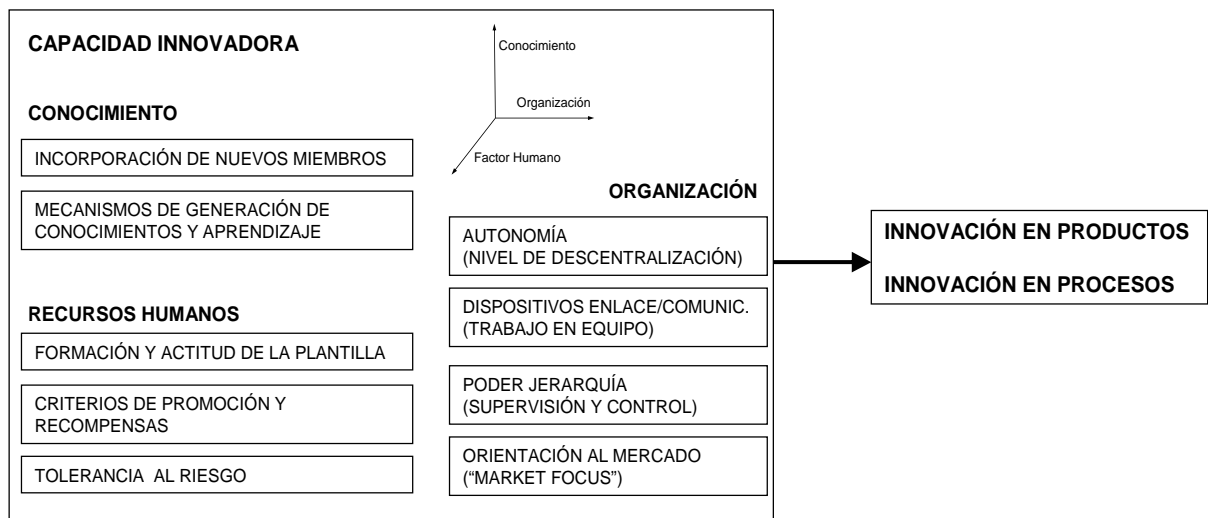 CAPACIDAD INNOVADORA
Conocimiento
Organización
Factor Humano
CONOCIMIENTO
INCORPORACIÓN DE NUEVOS MIEMBROS
MECANISMOS DE GENERACIÓN DE
CONOCIMIENTOS Y APRENDIZAJE
RECURSOS HUMANOS
FORMACIÓN Y ACTITUD DE LA PLANTILLA
CRITERIOS DE PROMOCIÓN Y
RECOMPENSAS
TOLERANCIA AL RIESGO
ORGANIZACIÓN
AUTONOMÍA
(NIVEL DE DESCENTRALIZACIÓN)
DISPOSITIVOS ENLACE/COMUNIC.
(TRABAJO EN EQUIPO)
PODER JERARQUÍA
(SUPERVISIÓN Y CONTROL)
ORIENTACIÓN AL MERCADO
(“MARKET FOCUS”)
INNOVACIÓN EN PRODUCTOS
INNOVACIÓN EN PROCESOS